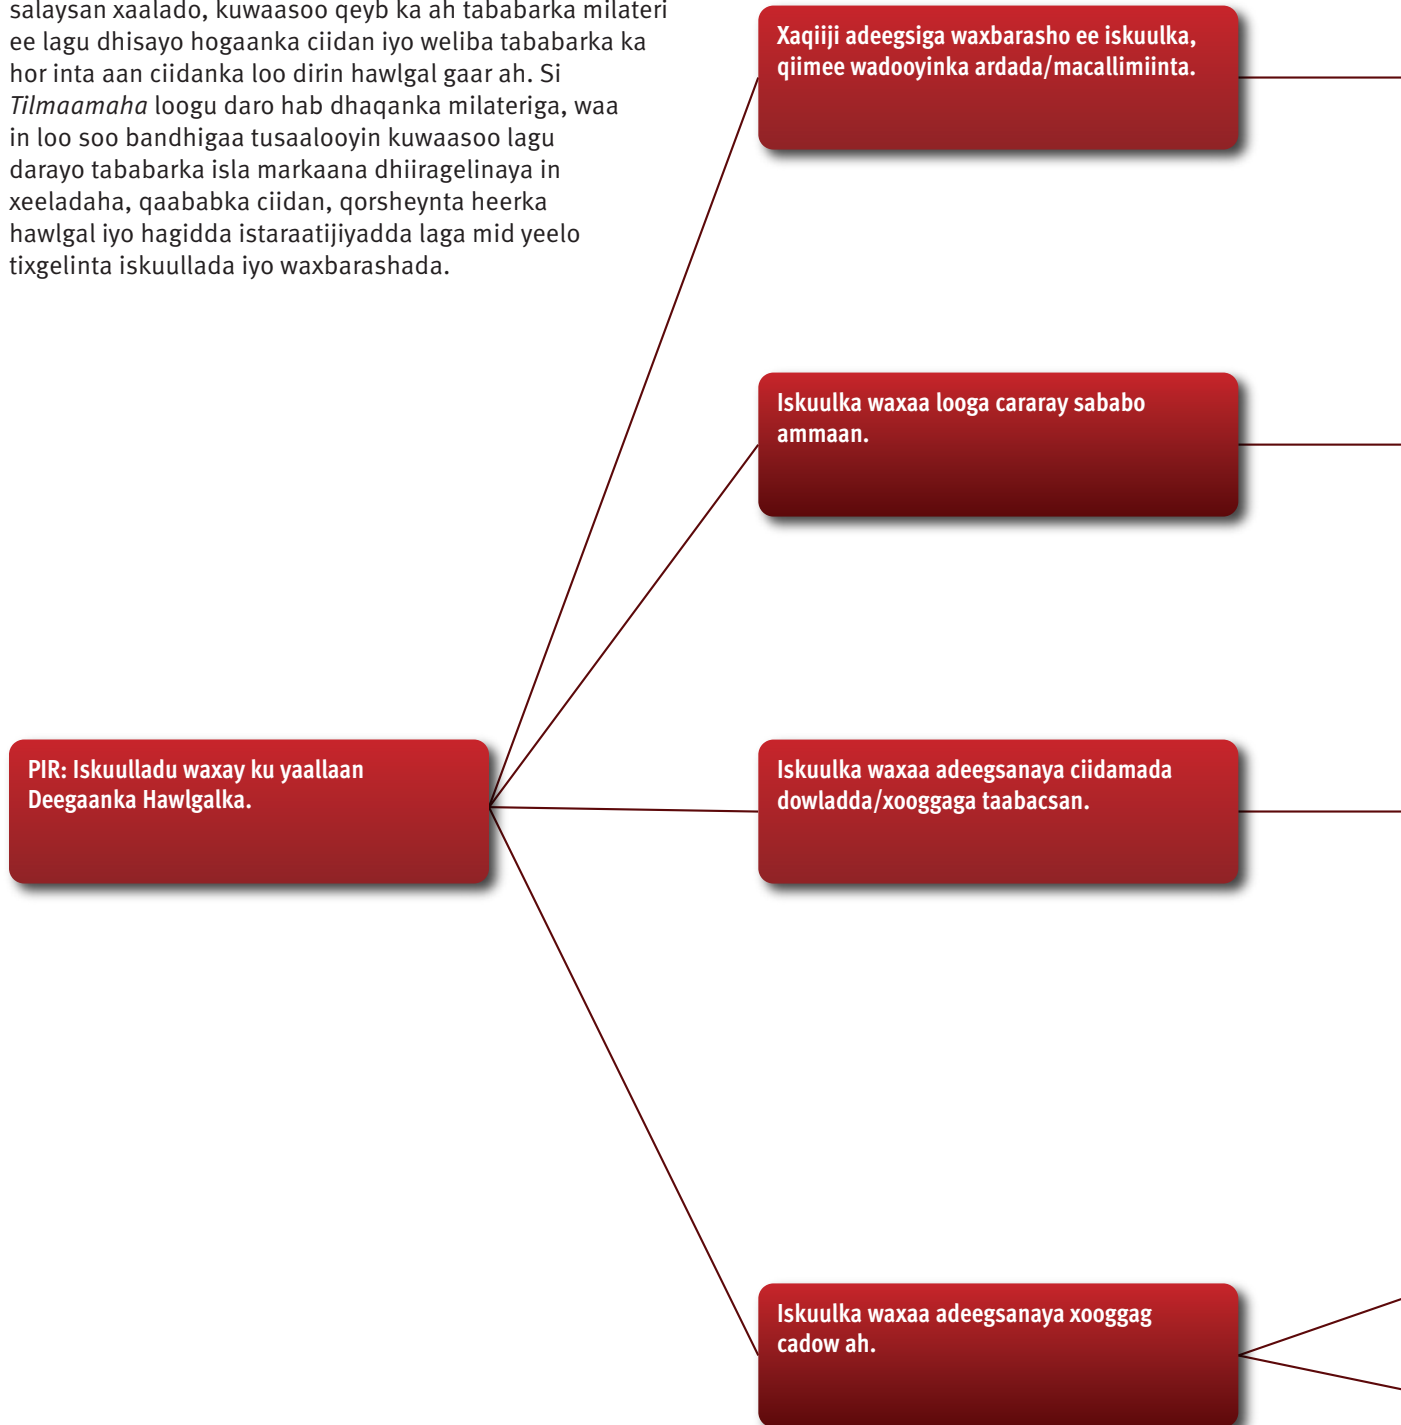 salaysan xaalado, kuwaasoo qeyb ka ah tababarka milateri
ee lagu dhisayo hogaanka ciidan iyo weliba tababarka ka
hor inta aan ciidanka loo dirin hawlgal gaar ah. Si
Tilmaamaha loogu daro hab dhaqanka milateriga, waa
in loo soo bandhigaa tusaalooyin kuwaasoo lagu
darayo tababarka isla markaana dhiiragelinaya in
xeeladaha, qaababka ciidan, qorsheynta heerka
hawlgal iyo hagidda istaraatijiyadda laga mid yeelo
tixgelinta iskuullada iyo waxbarashada.
Xaqiiji adeegsiga waxbarasho ee iskuulka,
qiimee wadooyinka ardada/macallimiinta.
Iskuulka waxaa looga cararay sababo
ammaan.
PIR: Iskuulladu waxay ku yaallaan
Deegaanka Hawlgalka.
Iskuulka waxaa adeegsanaya ciidamada
dowladda/xooggaga taabacsan.
Iskuulka waxaa adeegsanaya xooggag
cadow ah.